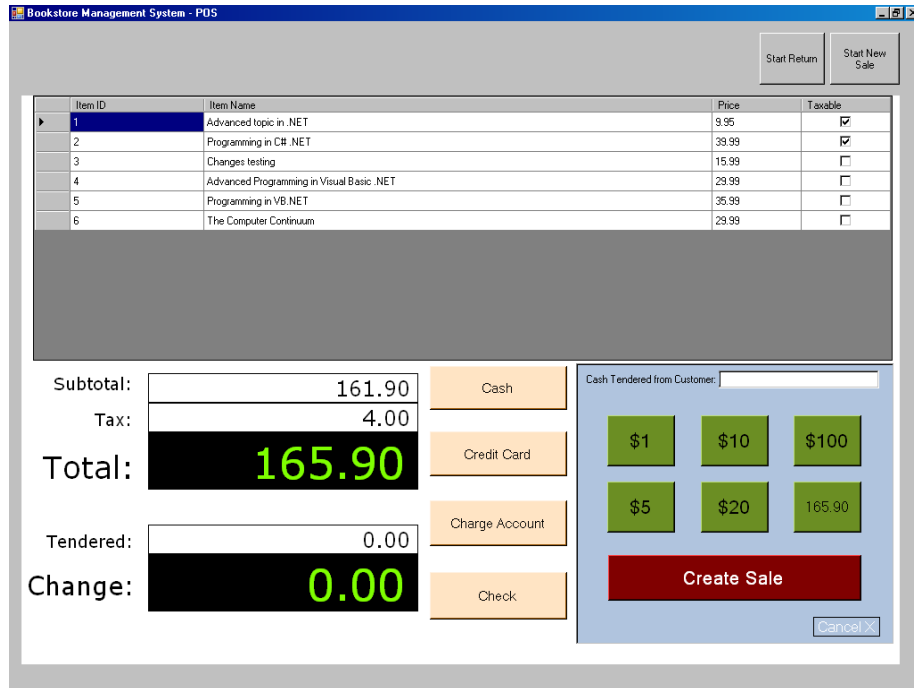 Bookstore Management System - POS
Start Return
Start New
Sale
Item ID Item Name Price Taxable
1 Advanced topic in .NET 9.95
2 Programming in C# .NET 39.99
3 Changes testing 15.99
4 Advanced Programming in Visual Basic .NET 29.99
5 Programming in VB.NET 35.99
6 The Computer Continuum 29.99
Subtotal: 161.90
Tax: 4.00
Total: 165.90
Tendered: 0.00
Change: 0.00
Cash
Credit Card
Charge Account
Check
Cash Tendered from Customer:
$1 $10 $100
$5 $20 165.90
Create Sale
Cancel X